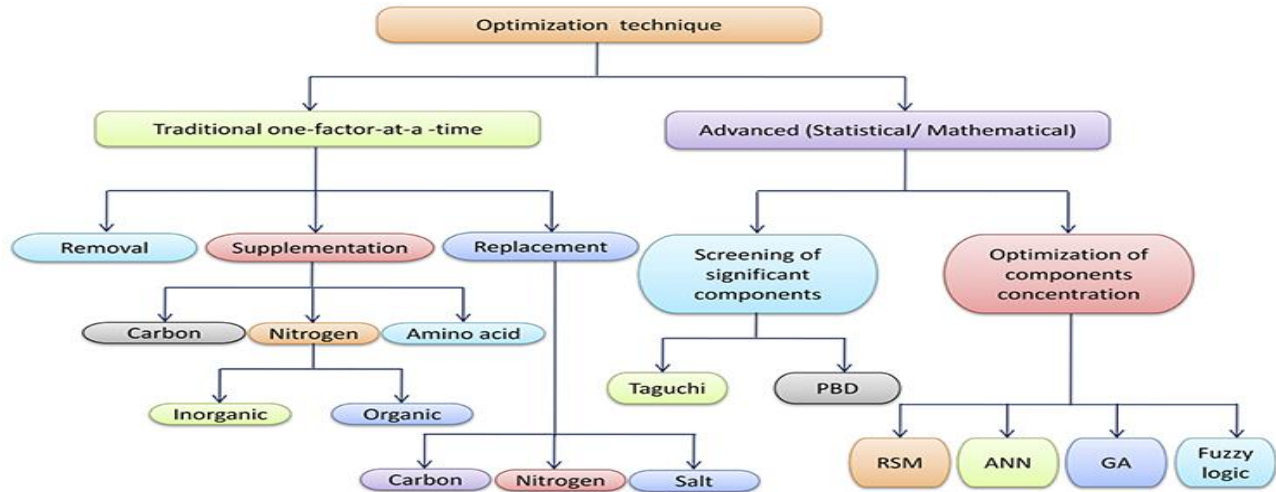 Optimization technique
Traditional one-factor-at-a -time
Advanced (Statistical/ Mathematical)
Removal
Supplementation
Replacement
Screening of
significant
components
Optimization of
components
concentration
Carbon
Nitrogen
Amino acid
Taguchi
PBD
Inorganic
Organic
RSM
ANN
GA
Fuzzy
logic
Carbon
Nitrogen
Salt